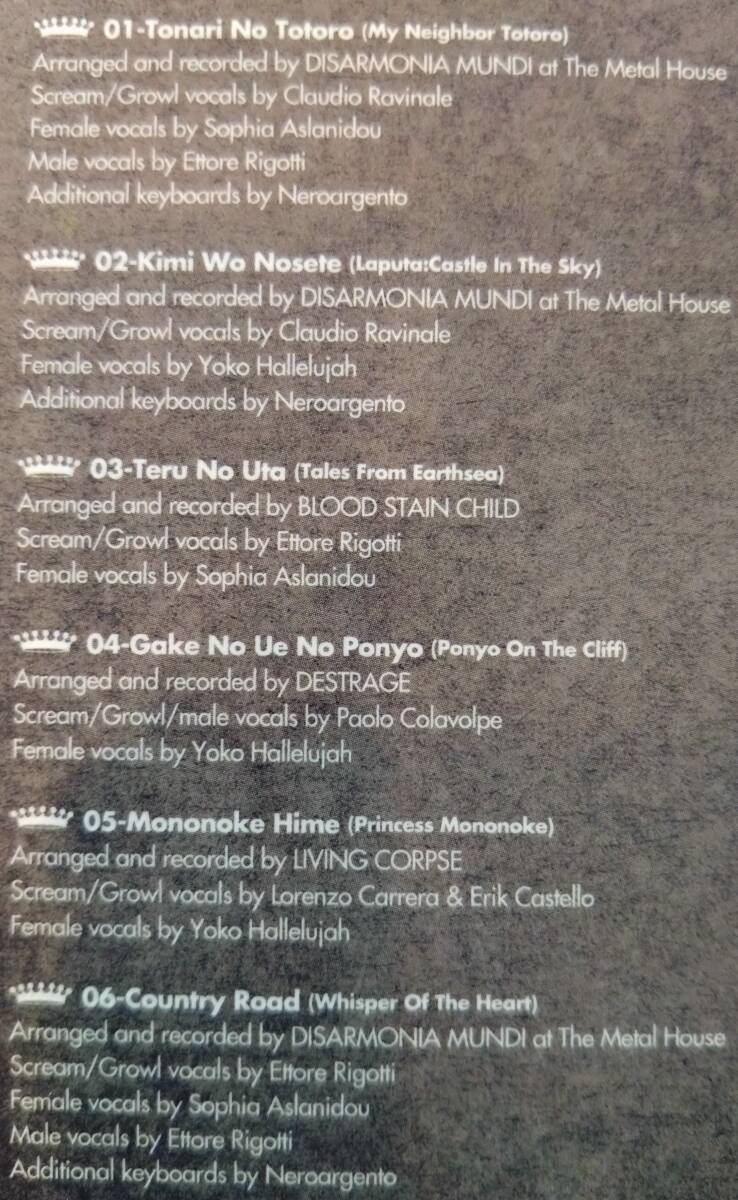 01-Tonari No Totoro (My Neighbor Totoro)
Arranged and recorded by DISARMONIA MUNDI at The Metal House
Scream/Growl vocals by Claudio Ravinale
Female vocals by Sophia Aslanidou
Male vocals by Ettore Rigotti
Additional keyboards by Neroargento
02-Kimi Wo Nosete (Laputa:Castle In The Sky)
Arranged and recorded by DISARMONIA MUNDI at The Metal House
Scream/Growl vocals by Claudio Ravinale
Female vocals by Yoko Hallelujah
Additional keyboards by Neroargento
03-Teru No Uta (Tales From Earthsea)
Arranged and recorded by BLOOD STAIN CHILD
Scream/Growl vocals by Ettore Rigotti
Female vocals by Sophia Aslanidou
04-Gake No Ue No Ponyo (Ponyo On The Cliff)
Arranged and recorded by DESTRAGE
Scream/Growl/male vocals by Paolo Colavolpe
Female vocals by Yoko Hallelujah
05-Mononoke Hime (Princess Mononoke)
Arranged and recorded by LIVING CORPSE
Scream/Growl vocals by Lorenzo Carrera & Erik Castello
Female vocals by Yoko Hallelujah
06-Country Road (Whisper Of The Heart)
Arranged and recorded by DISARMONIA MUNDI at The Metal House
Scream/Growl vocals by Ettore Rigotti
Female vocals by Sophia Aslanidou
Male vocals by Ettore Rigotti
Additional keyboards by Neroargento